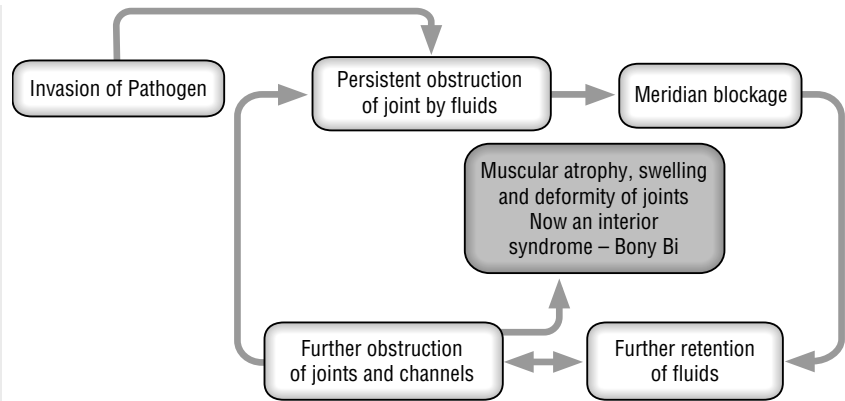 Invasion of Pathogen
Persistent obstruction
of joint by fluids
Meridian blockage
Muscular atrophy, swelling
and deformity of joints
Now an interior
syndrome – Bony Bi
Further obstruction
of joints and channels
Further retention
of fluids